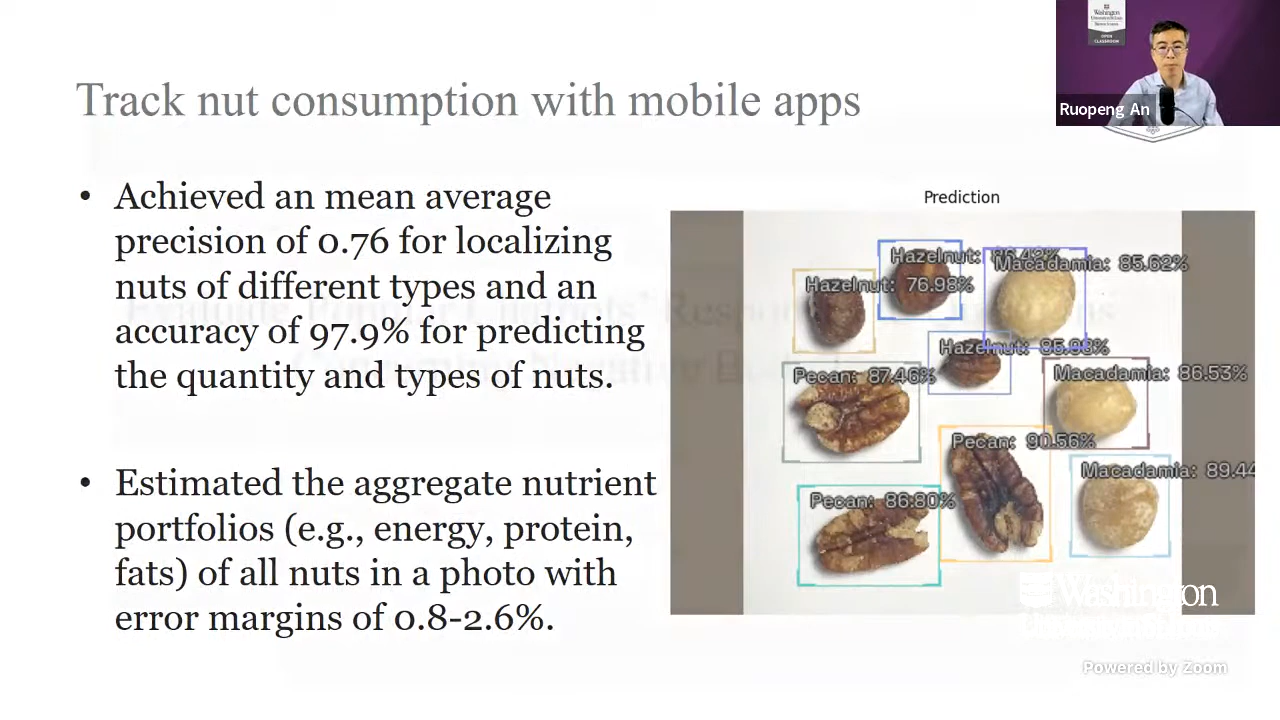 Track nut consumption with mobile apps
Washington
OPEN
CLASSROOM
Ruopeng An
• Achieved an mean average
precision of 0.76 for localizing
nuts of different types and an
accuracy of 97.9% for predicting
the quantity and types of nuts.
• Estimated the aggregate nutrient
portfolios (e.g., energy, protein,
fats) of all nuts in a photo with
error margins of 0.8-2.6%.
Prediction
Hazelnut:
Macadamia: 85.62%
Hazelnut: 76.98%
Hazelnut:
Pecan: 87.46%
Macadamia: 86.53%
Pecan: 90.56%
Macadamia: 89.44
Pecan: 86.80%
Washington
Powered by Zoom